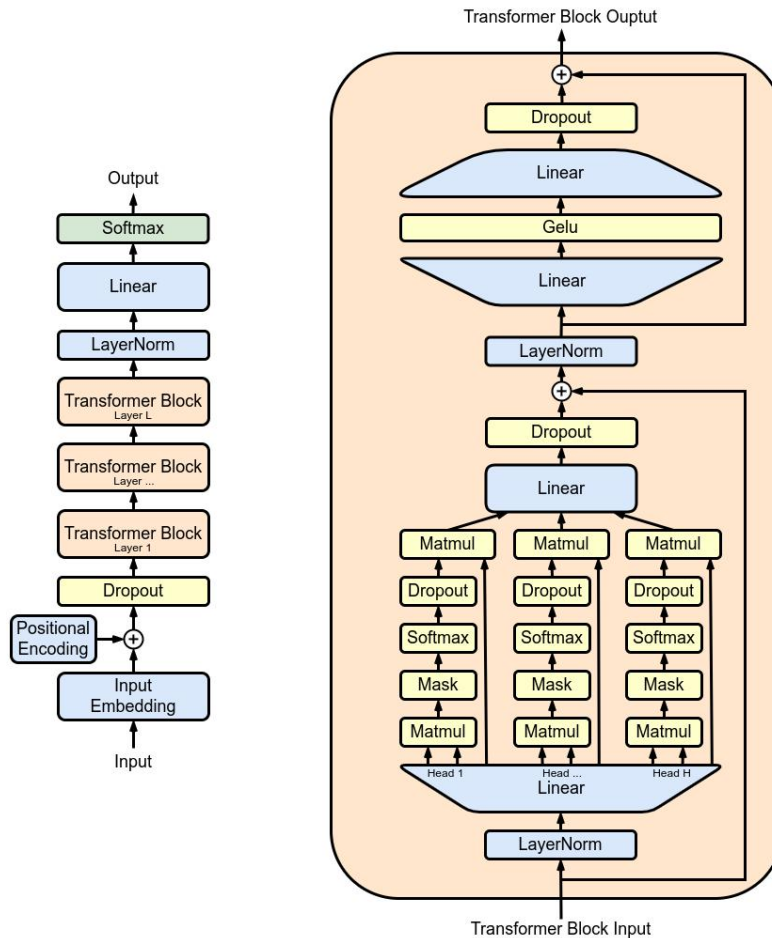 Output
Softmax
Linear
LayerNorm
Transformer Block
Layer L
Transformer Block
Layer ...
Transformer Block
Layer 1
Dropout
Positional
Encoding
+
Input
Embedding
Input
Transformer Block Ouptut
+
Dropout
Linear
Gelu
Linear
LayerNorm
+
Dropout
Linear
Matmul Matmul Matmul
Dropout Dropout Dropout
Softmax Softmax Softmax
Mask Mask Mask
Matmul Matmul Matmul
Head 1 Head ... Head H
Linear
LayerNorm
Transformer Block Input